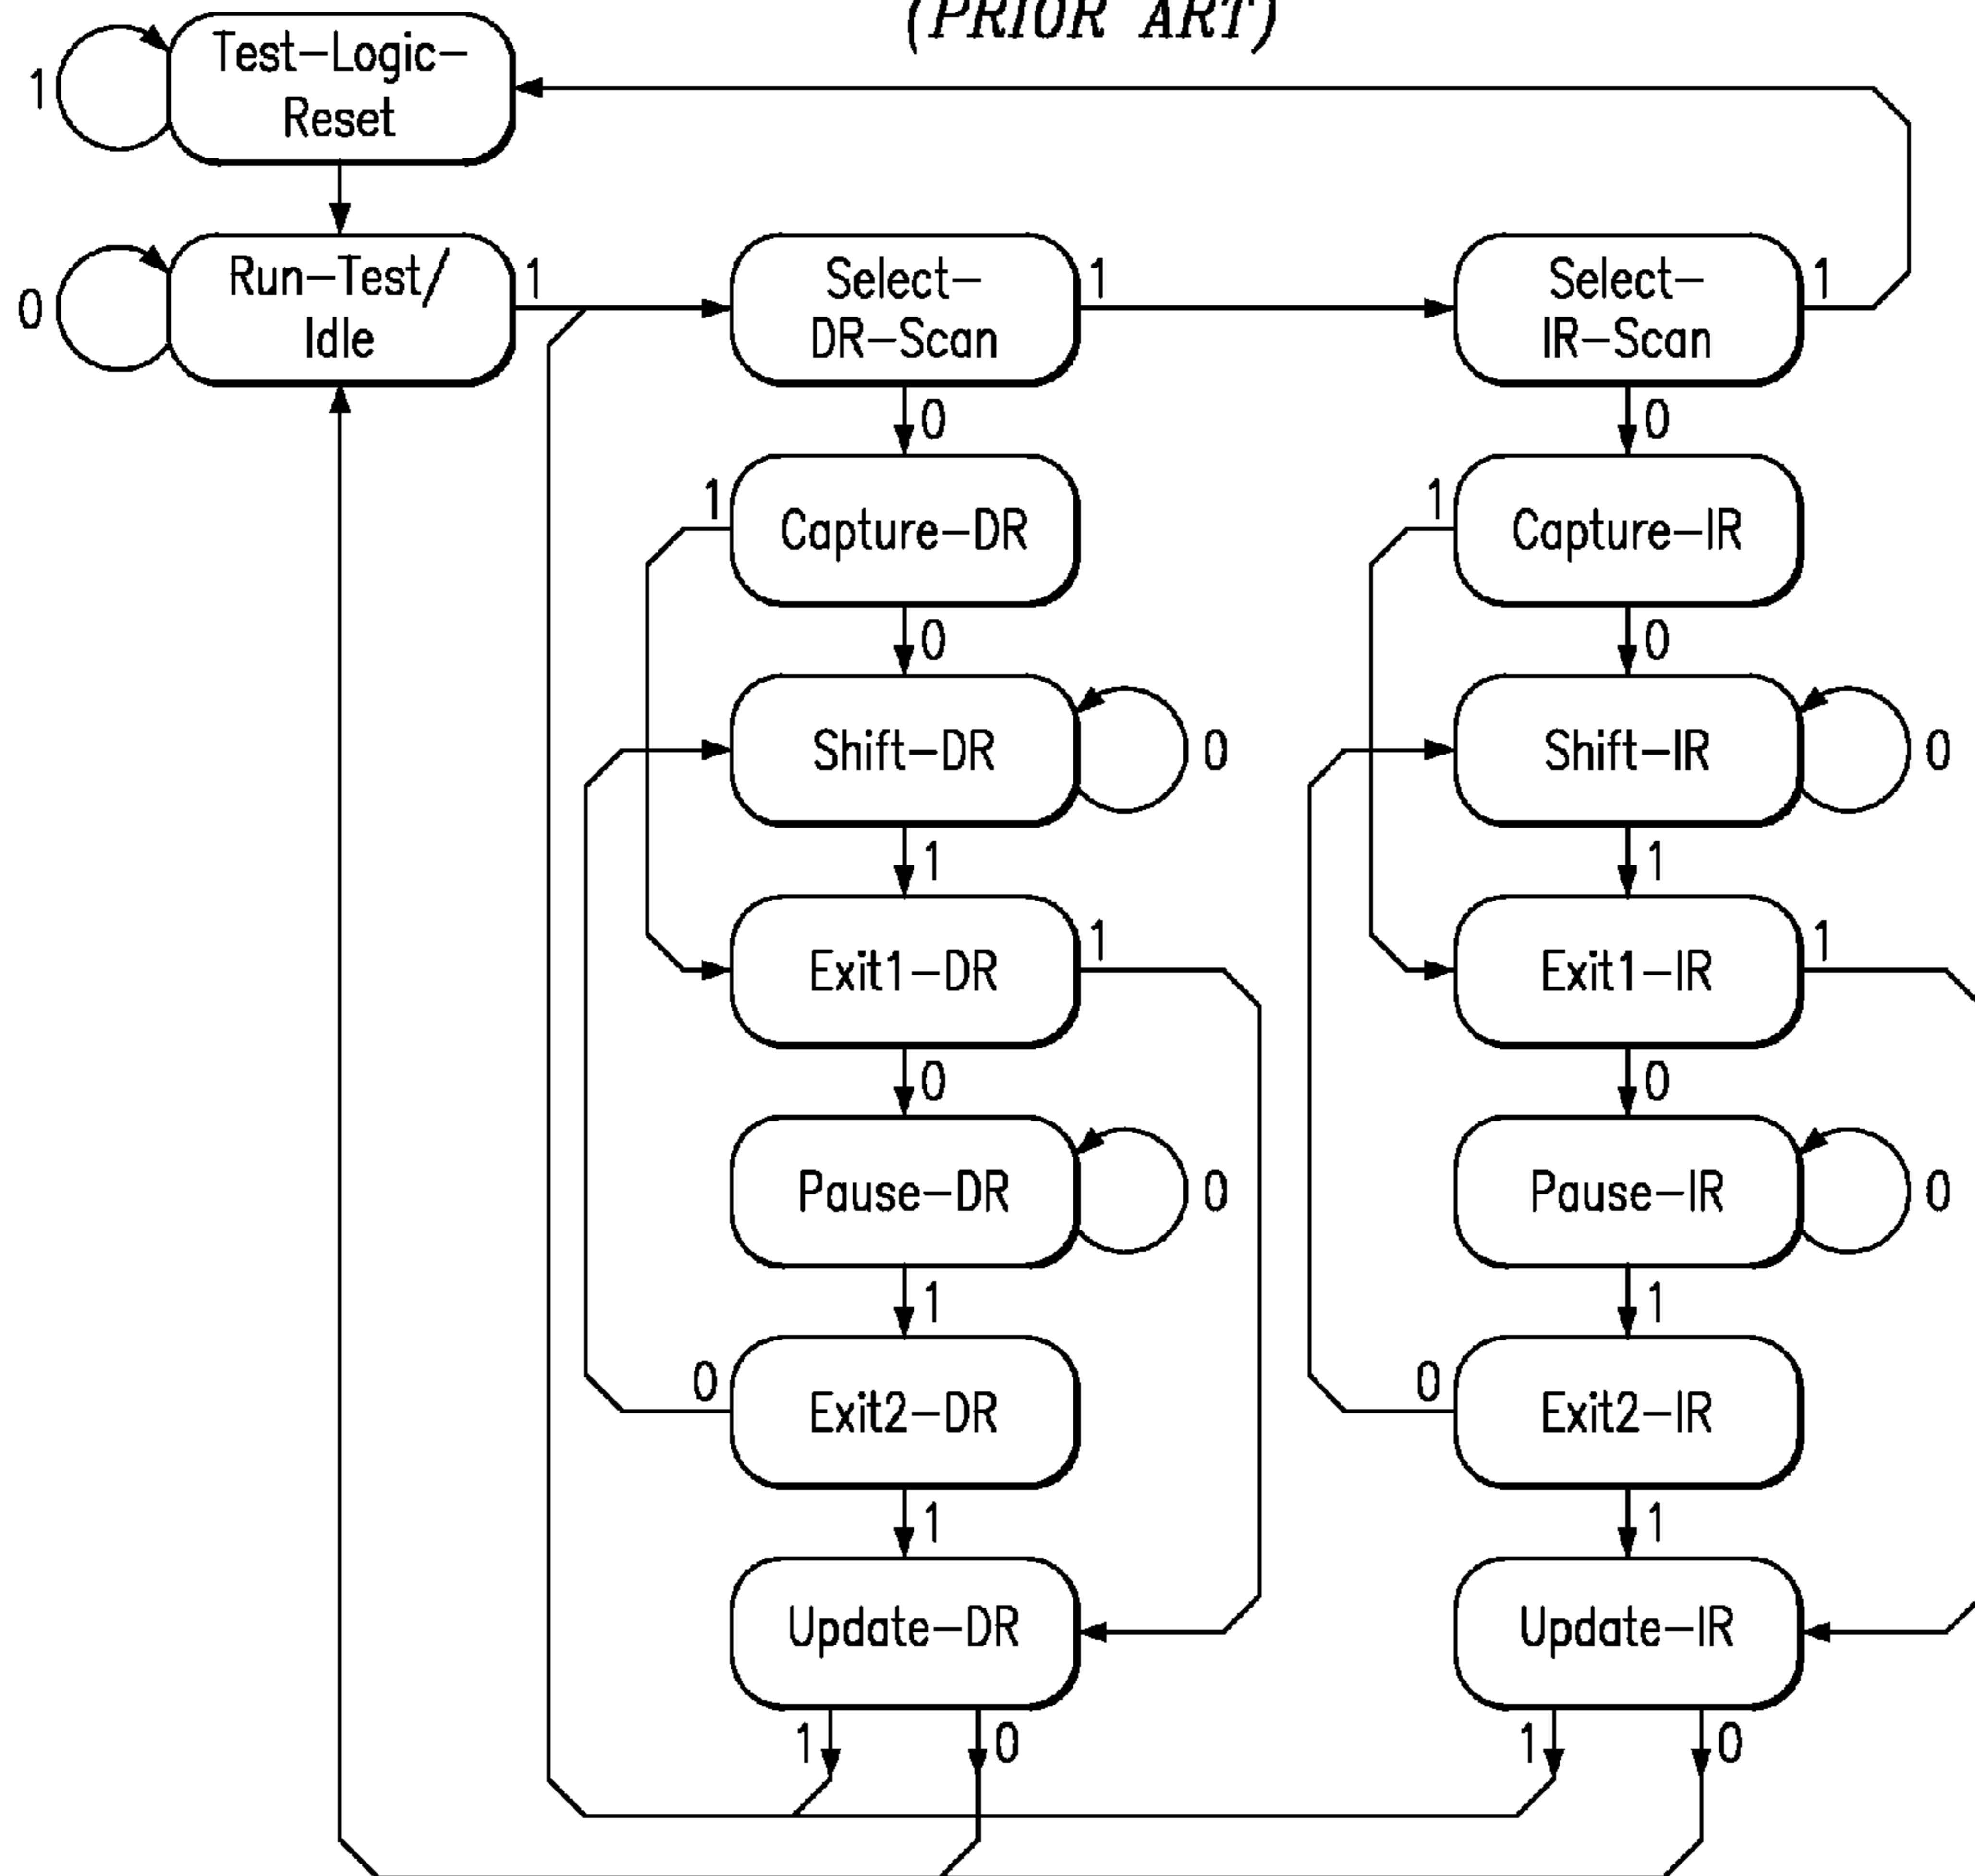 (PRIOR ART)
1
Test-Logic-
Reset
0
Run-Test/
Idle
1
Select-
DR-Scan
1
Select-
IR-Scan
1
0
0
1
Capture-DR
1
Capture-IR
0
0
Shift-DR
0
Shift-IR
0
1
1
Exit1-DR
1
Exit1-IR
1
0
0
Pause-DR
0
Pause-IR
0
1
1
0
Exit2-DR
0
Exit2-IR
1
1
Update-DR
Update-IR
1
0
1
0